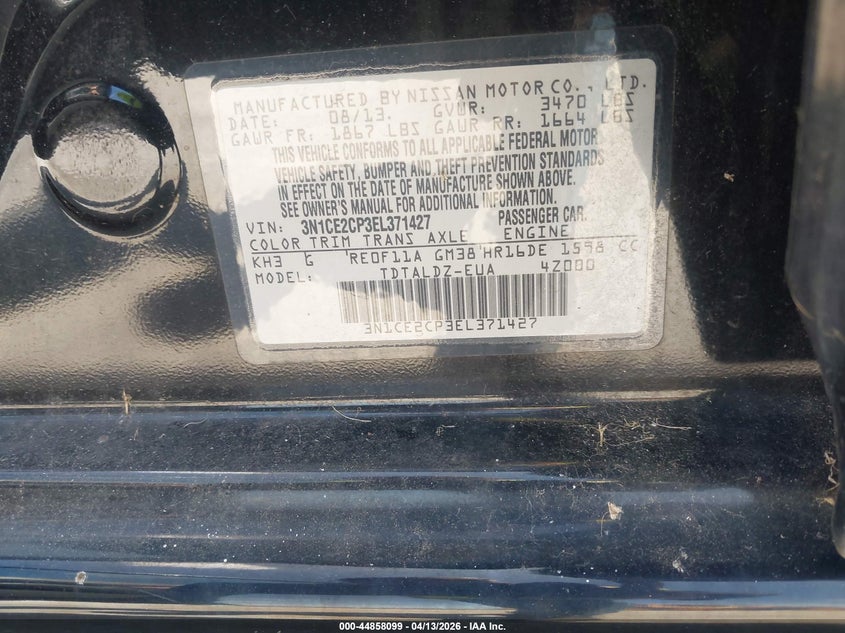 MANUFACTURED BY NISSAN MOTOR CO., LTD.
DATE: 08/13. GVWR: 3470 LBS
GAWR FR: 1867 LBS GAWR RR: 1664 LBS
THIS VEHICLE CONFORMS TO ALL APPLICABLE FEDERAL MOTOR
VEHICLE SAFETY, BUMPER AND THEFT PREVENTION STANDARDS
IN EFFECT ON THE DATE OF MANUFACTURE SHOWN ABOVE.
SEE OWNER'S MANUAL FOR ADDITIONAL INFORMATION.
VIN: 3N1CE2CP3EL371427 PASSENGER CAR.
COLOR TRIM TRANS AXLE ENGINE
KH3 G RE0F11A GM38 HR16DE 1598 CC
MODEL: TDTALDZ-EUA 4Z000
3N1CE2CP3EL371427
000-44858099 | 04/13/2026 - IAA Inc.